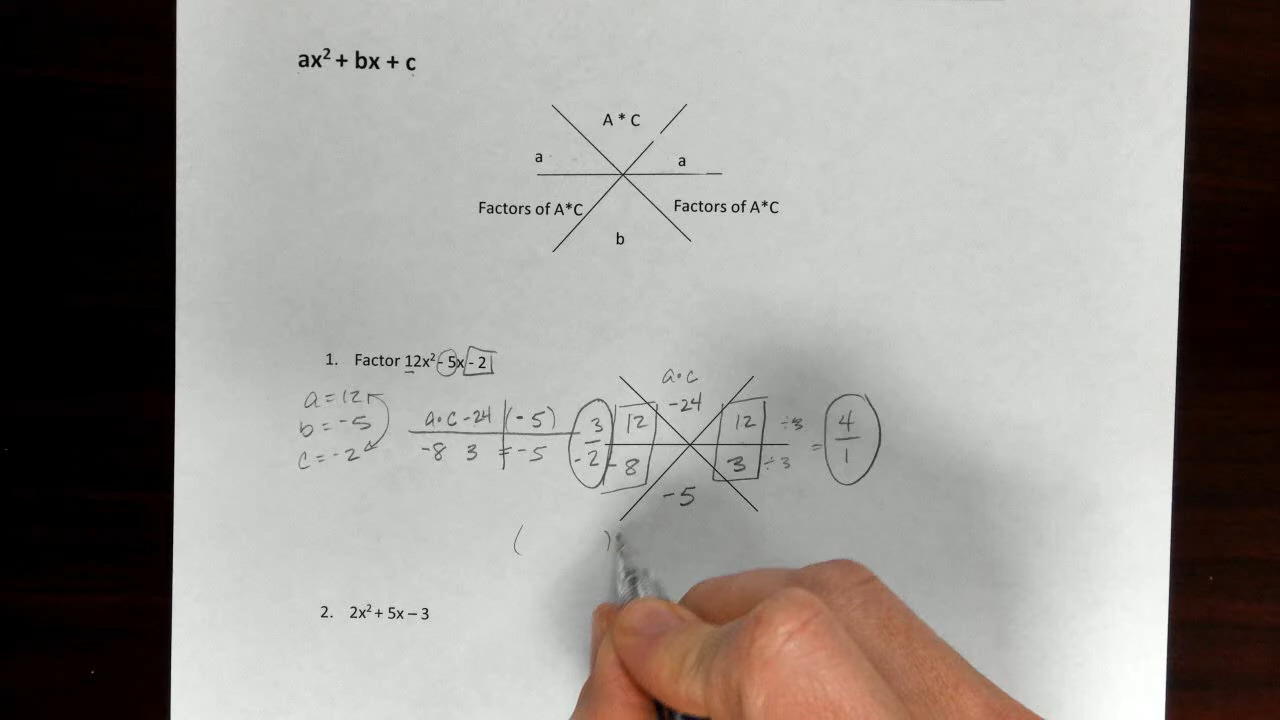 ax² + bx + c
A * C
a a
Factors of A*C Factors of A*C
b
1. Factor 12x² - 5x - 2
a = 12
b = -5
c = -2
a·c -24 (-5)
-8 3 = -5
3
-2
a·c
-24
12 12 ÷3
-8 3 ÷3
-5
= 4
1
( )
2. 2x² + 5x – 3